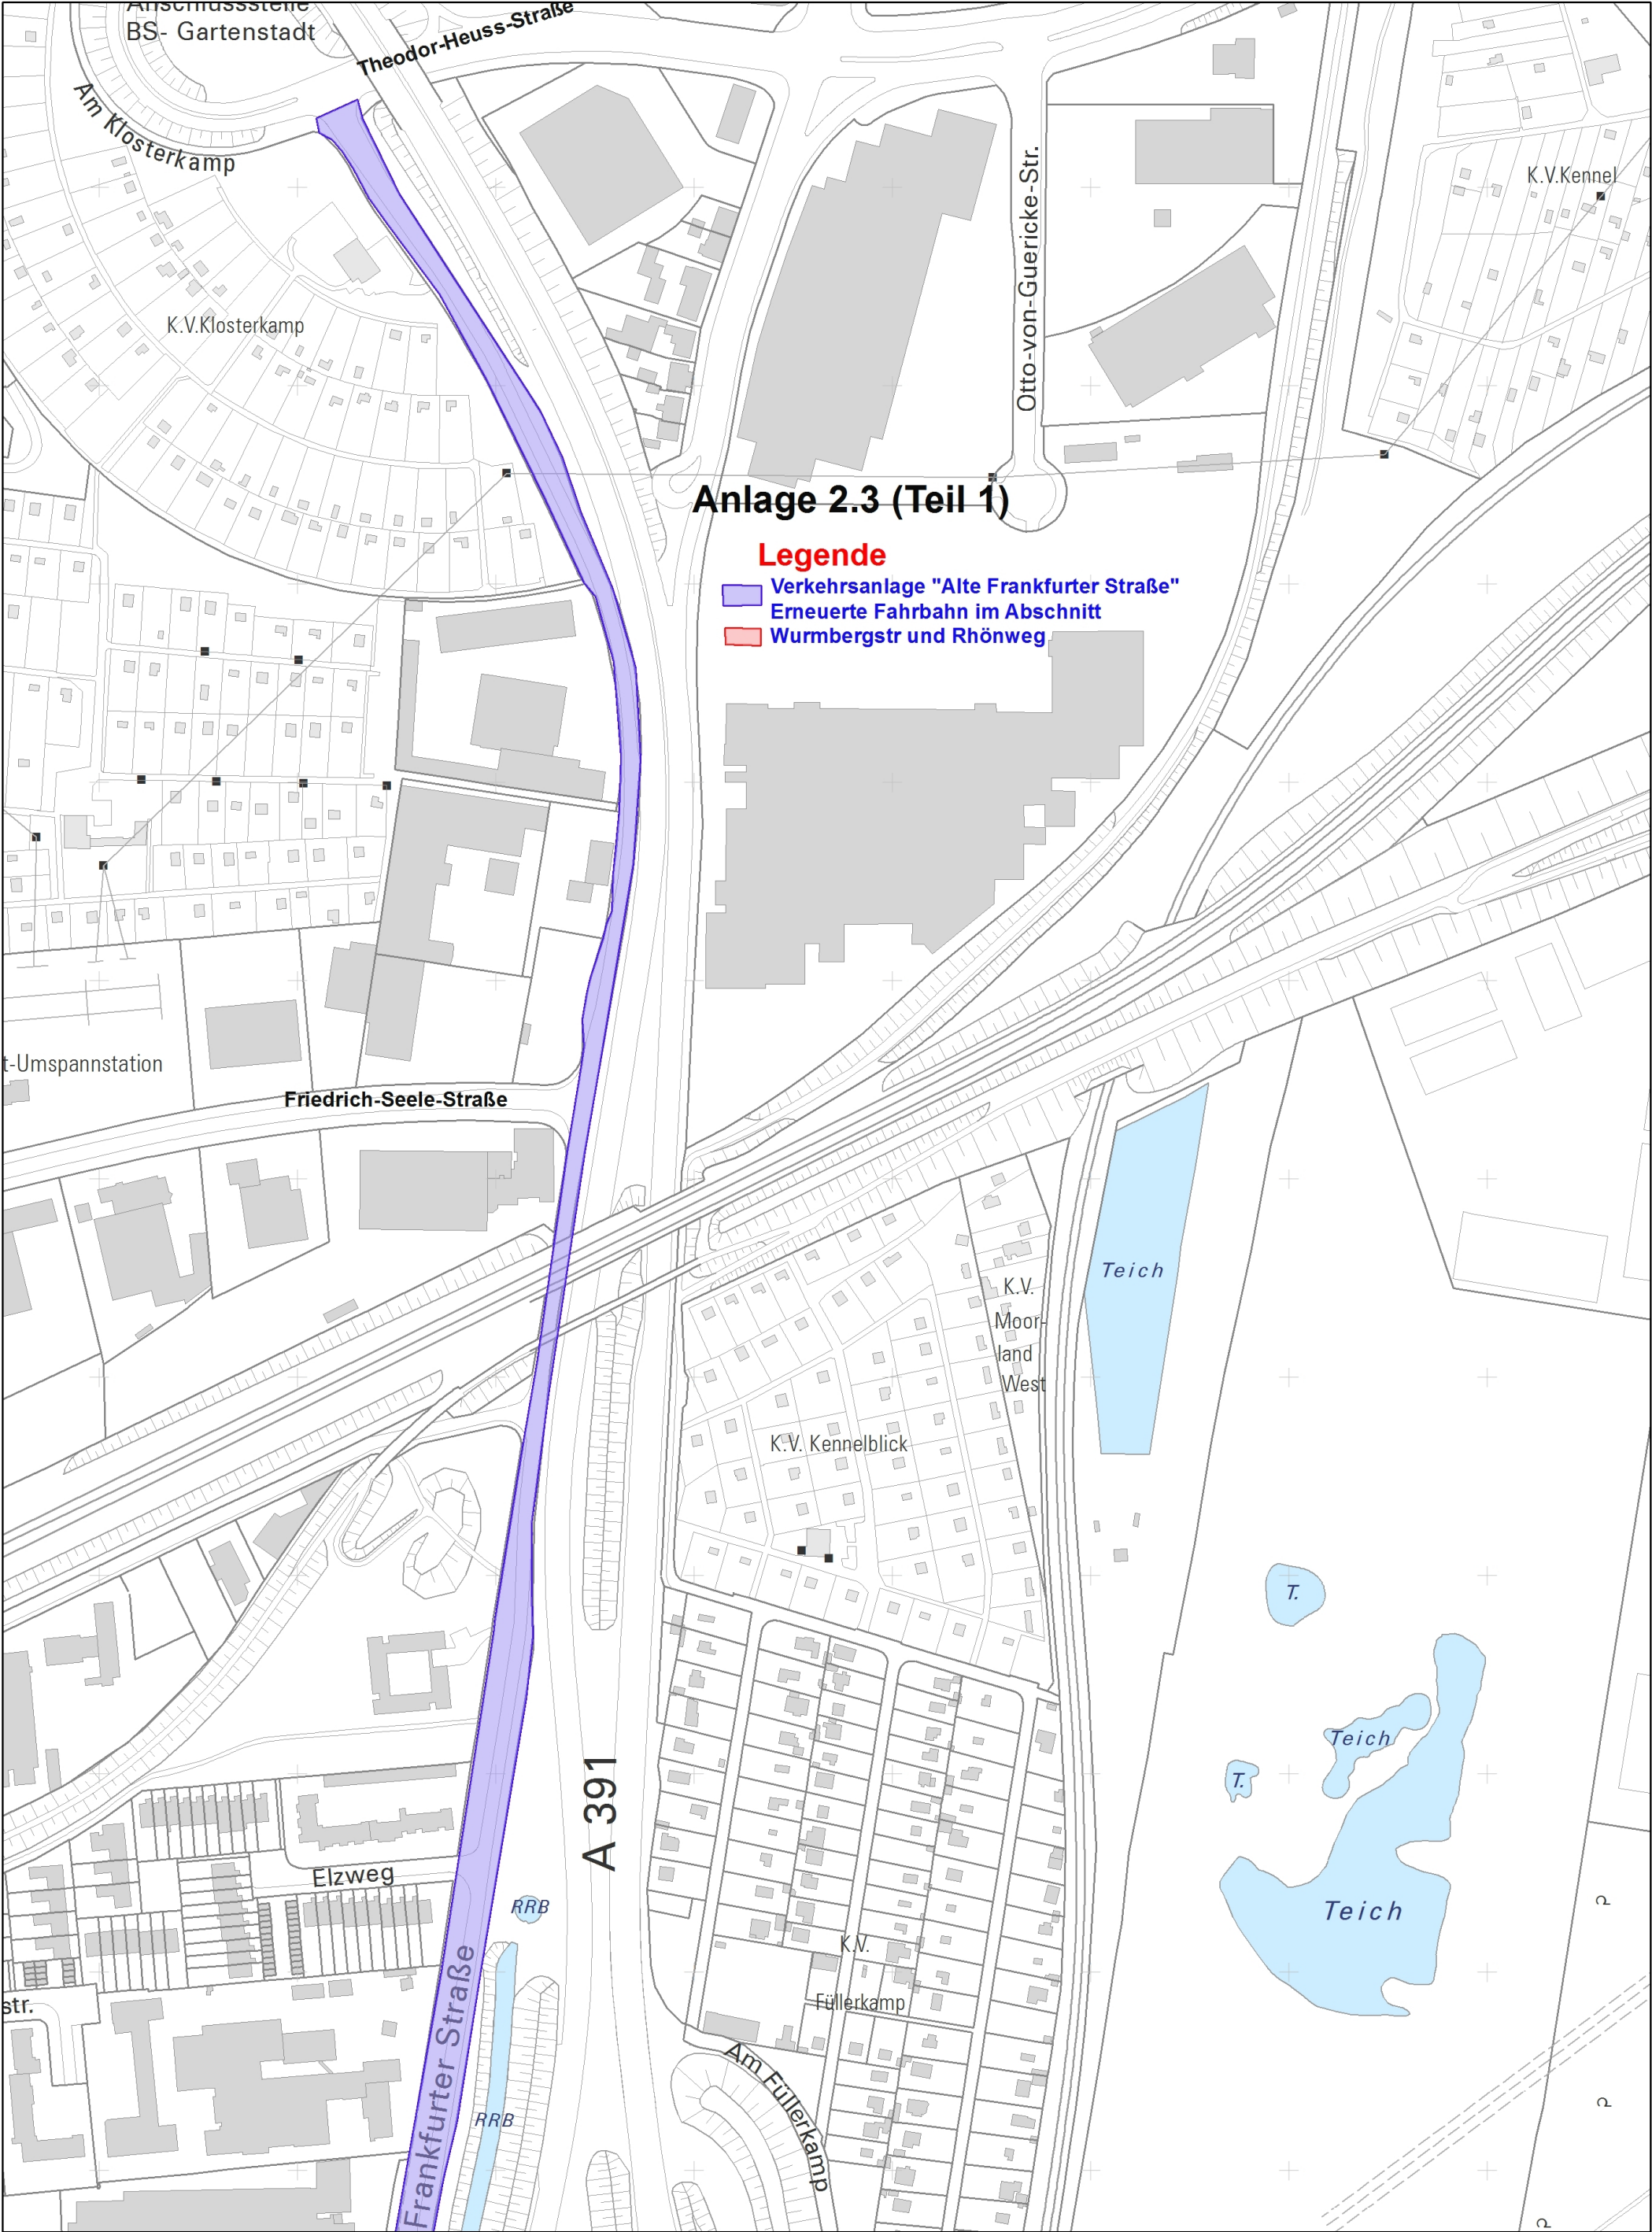 Anschlussstelle
BS- Gartenstadt
Theodor-Heuss-Straße
Am Klosterkamp
K.V.Kennel
Otto-von-Guericke-Str.
K.V.Klosterkamp
Anlage 2.3 (Teil 1)
Legende
Verkehrsanlage "Alte Frankfurter Straße"
Erneuerte Fahrbahn im Abschnitt
Wurmbergstr und Rhönweg
t-Umspannstation
Friedrich-Seele-Straße
Teich
K.V.
Moor-
land
West
K.V. Kennelblick
T.
Teich
T.
A 391
Elzweg
RRB
Teich
Frankfurter Straße
K.V.
Füllerkamp
str.
Am Füllerkamp
RRB